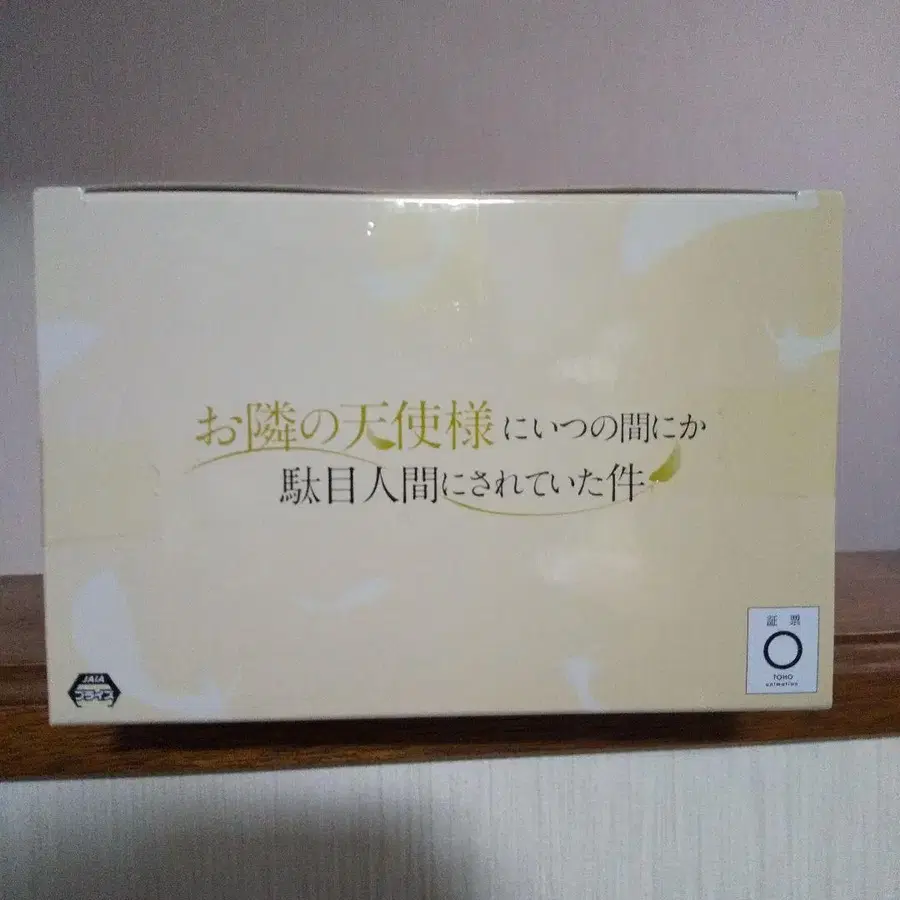 お隣の天使様にいつの間にか
駄目人間にされていた件
JAIA
プライズ
証票
TOHO
animation